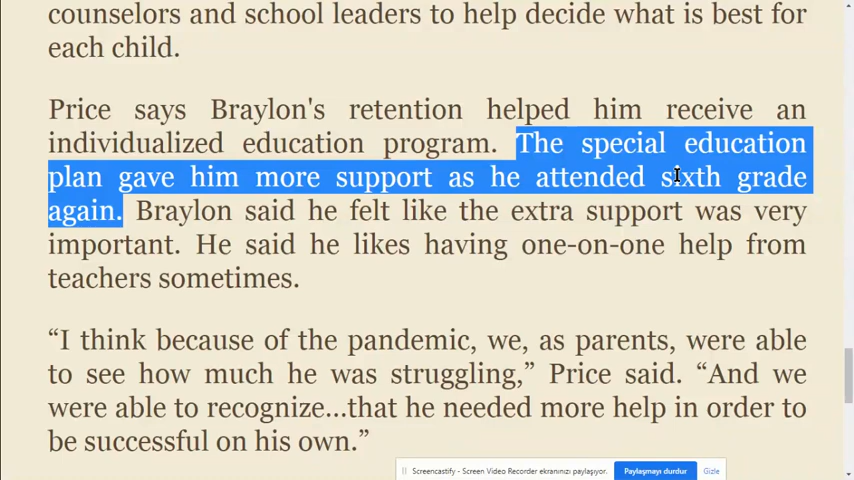 counselors and school leaders to help decide what is best for
each child.
Price says Braylon's retention helped him receive an
individualized education program. The special education
plan gave him more support as he attended sixth grade
again. Braylon said he felt like the extra support was very
important. He said he likes having one-on-one help from
teachers sometimes.
“I think because of the pandemic, we, as parents, were able
to see how much he was struggling,” Price said. “And we
were able to recognize...that he needed more help in order to
be successful on his own.”
Screencastify - Screen Video Recorder ekranınızı paylaşıyor. Paylaşmayı durdur Gizle